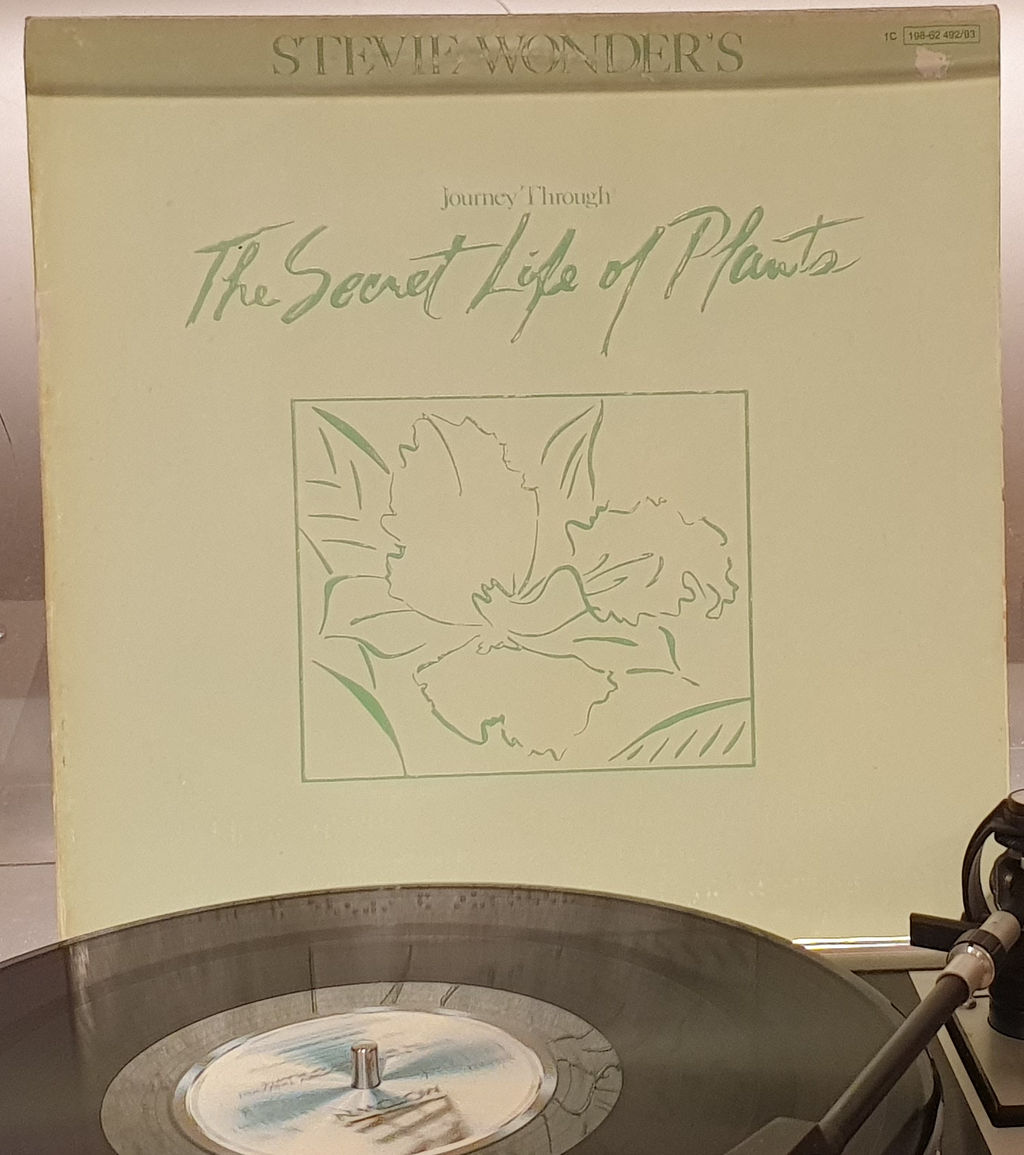 STEVIE WONDER'S
1C 198-62 492/93
Journey Through
The Secret Life of Plants